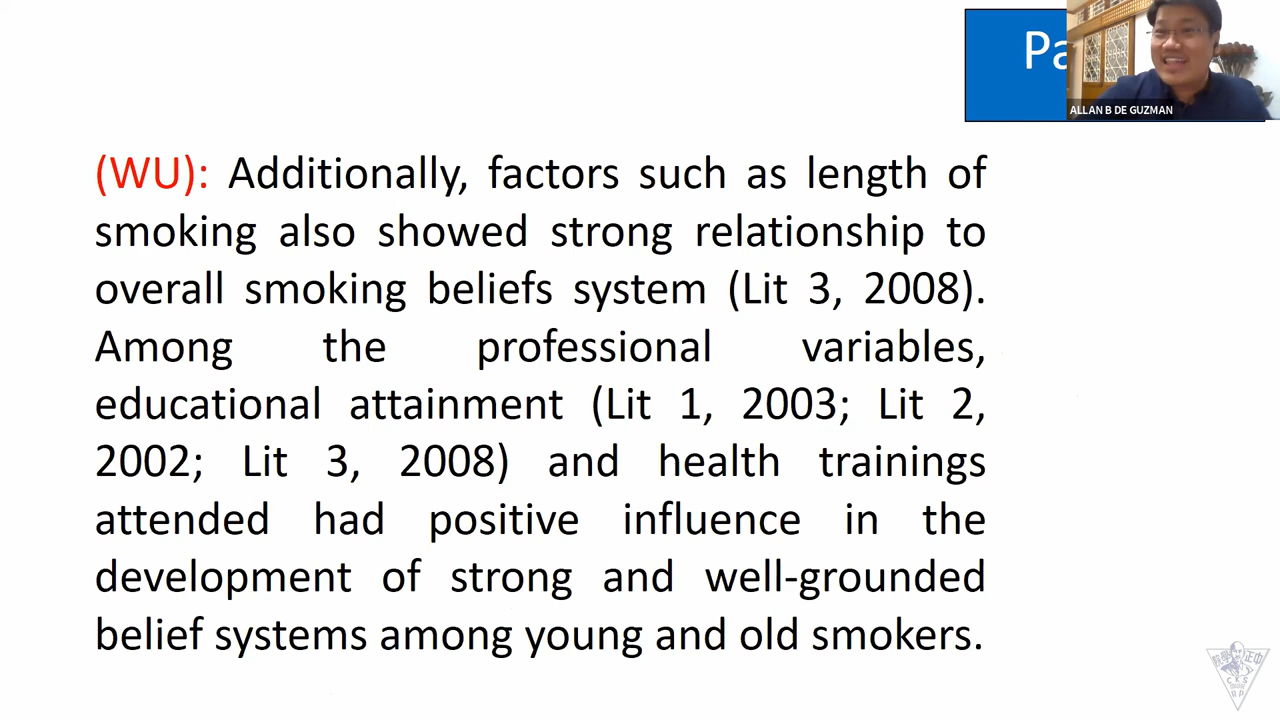 Pa
ALLAN B DE GUZMAN
(WU): Additionally, factors such as length of
smoking also showed strong relationship to
overall smoking beliefs system (Lit 3, 2008).
Among the professional variables,
educational attainment (Lit 1, 2003; Lit 2,
2002; Lit 3, 2008) and health trainings
attended had positive influence in the
development of strong and well-grounded
belief systems among young and old smokers.